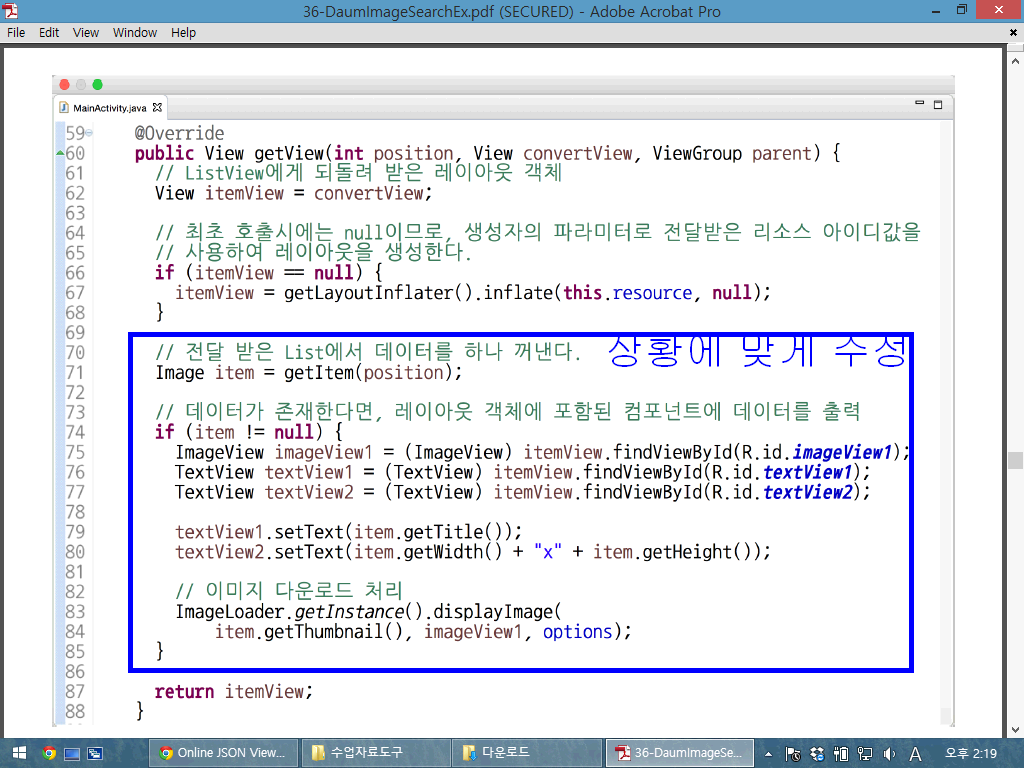 36-DaumImageSearchEx.pdf (SECURED) - Adobe Acrobat Pro
File Edit View Window Help
MainActivity.java
59 @Override
60 public View getView(int position, View convertView, ViewGroup parent) {
61 // ListView에게 되돌려 받은 레이아웃 객체
62 View itemView = convertView;
63
64 // 최초 호출시에는 null이므로, 생성자의 파라미터로 전달받은 리소스 아이디값을
65 // 사용하여 레이아웃을 생성한다.
66 if (itemView == null) {
67 itemView = getLayoutInflater().inflate(this.resource, null);
68 }
69
70 // 전달 받은 List에서 데이터를 하나 꺼낸다. 상황에 맞게 수성
71 Image item = getItem(position);
72
73 // 데이터가 존재한다면, 레이아웃 객체에 포함된 컴포넌트에 데이터를 출력
74 if (item != null) {
75 ImageView imageView1 = (ImageView) itemView.findViewById(R.id.imageView1);
76 TextView textView1 = (TextView) itemView.findViewById(R.id.textView1);
77 TextView textView2 = (TextView) itemView.findViewById(R.id.textView2);
78
79 textView1.setText(item.getTitle());
80 textView2.setText(item.getWidth() + "x" + item.getHeight());
81
82 // 이미지 다운로드 처리
83 ImageLoader.getInstance().displayImage(
84 item.getThumbnail(), imageView1, options);
85 }
86
87 return itemView;
88 }
Online JSON View... 수업자료도구 다운로드 36-DaumImageSe... A 오후 2:19